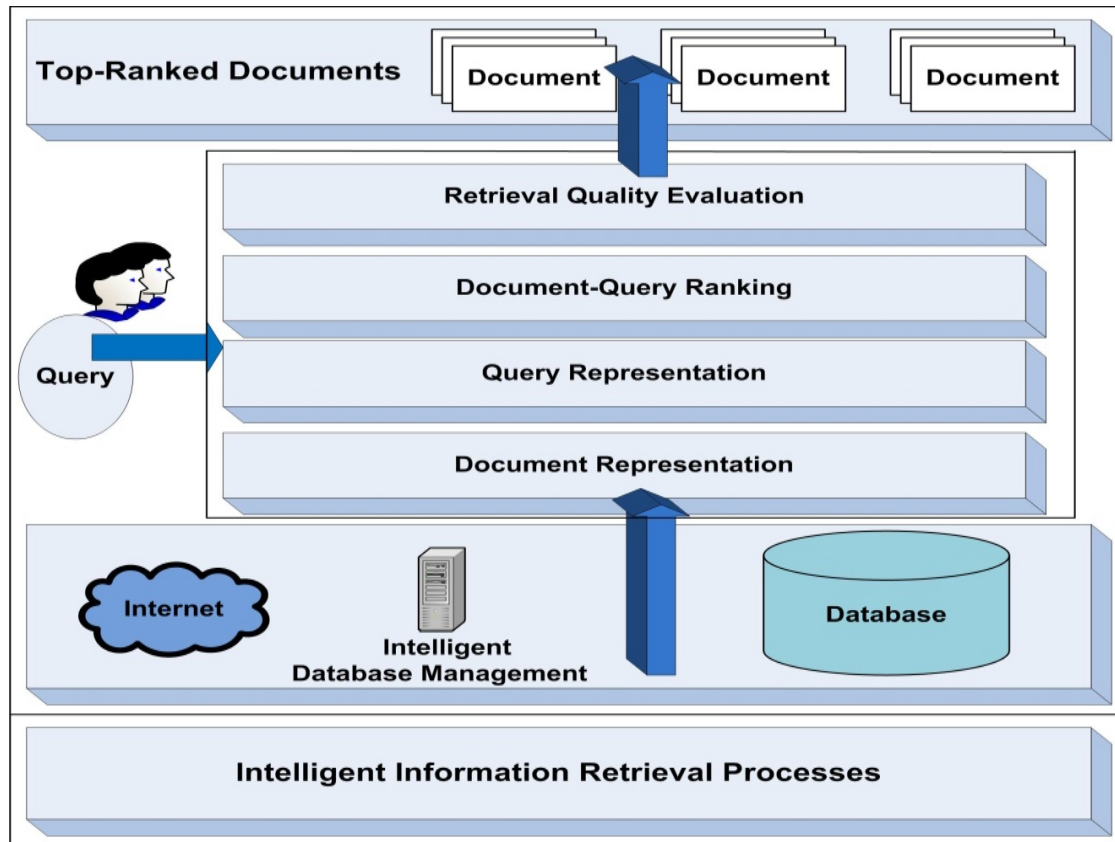 Top-Ranked Documents
Document
Document
Document
Retrieval Quality Evaluation
Document-Query Ranking
Query
Query Representation
Document Representation
Internet
Intelligent
Database Management
Database
Intelligent Information Retrieval Processes